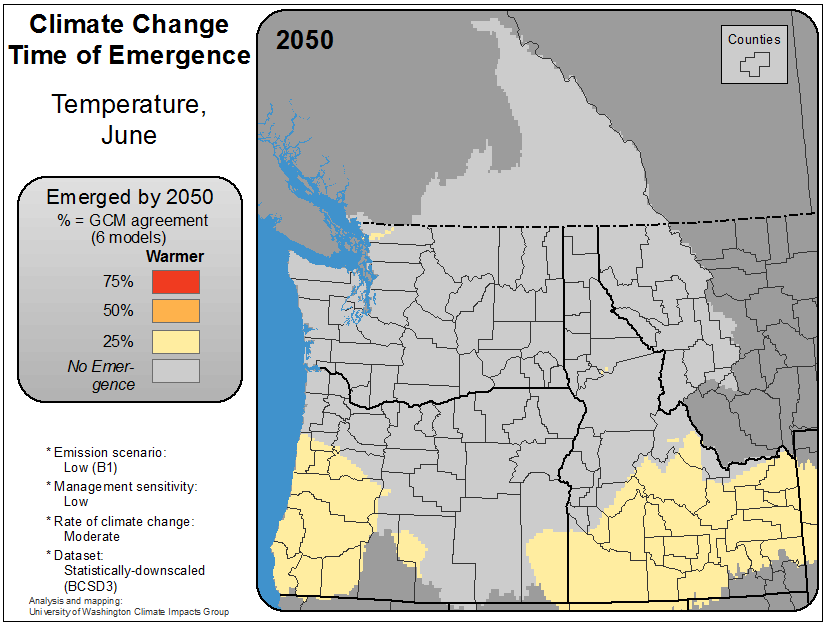 Climate Change
Time of Emergence
Temperature,
June
Emerged by 2050
% = GCM agreement
(6 models)
Warmer
75%
50%
25%
No Emer-
gence
* Emission scenario:
Low (B1)
* Management sensitivity:
Low
* Rate of climate change:
Moderate
* Dataset:
Statistically-downscaled
(BCSD3)
Analysis and mapping:
University of Washington Climate Impacts Group
2050
Counties